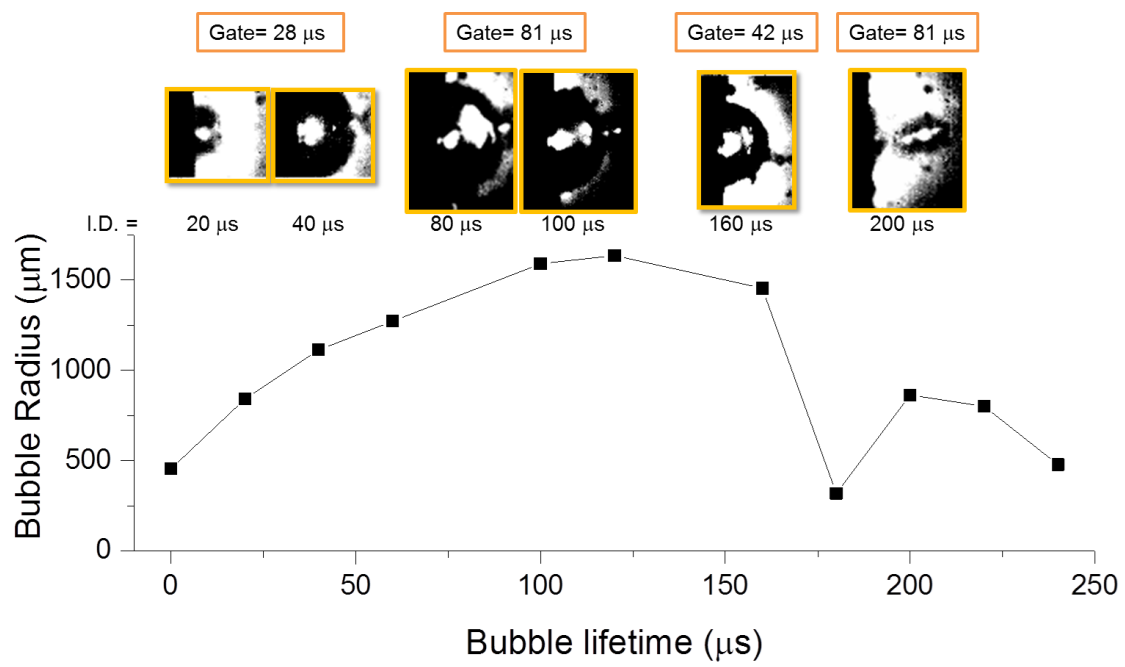 Gate= 28 μs Gate= 81 μs Gate= 42 μs Gate= 81 μs
I.D. = 20 μs 40 μs 80 μs 100 μs 160 μs 200 μs
Bubble Radius (μm)
1500
1000
500
0
0 50 100 150 200 250
Bubble lifetime (μs)